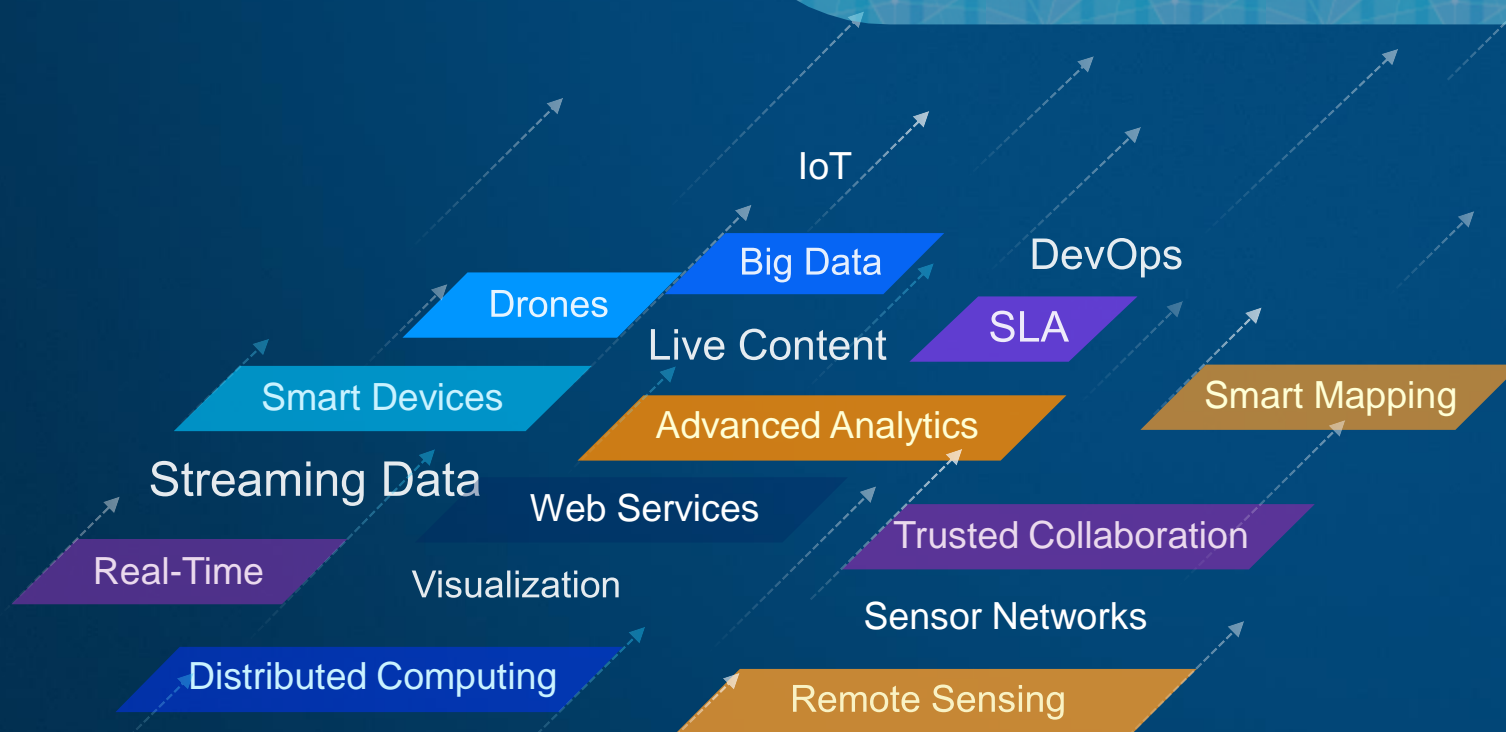 IoT
Big Data
DevOps
Drones
SLA
Live Content
Smart Devices
Smart Mapping
Advanced Analytics
Streaming Data
Web Services
Trusted Collaboration
Real-Time
Visualization
Sensor Networks
Distributed Computing
Remote Sensing